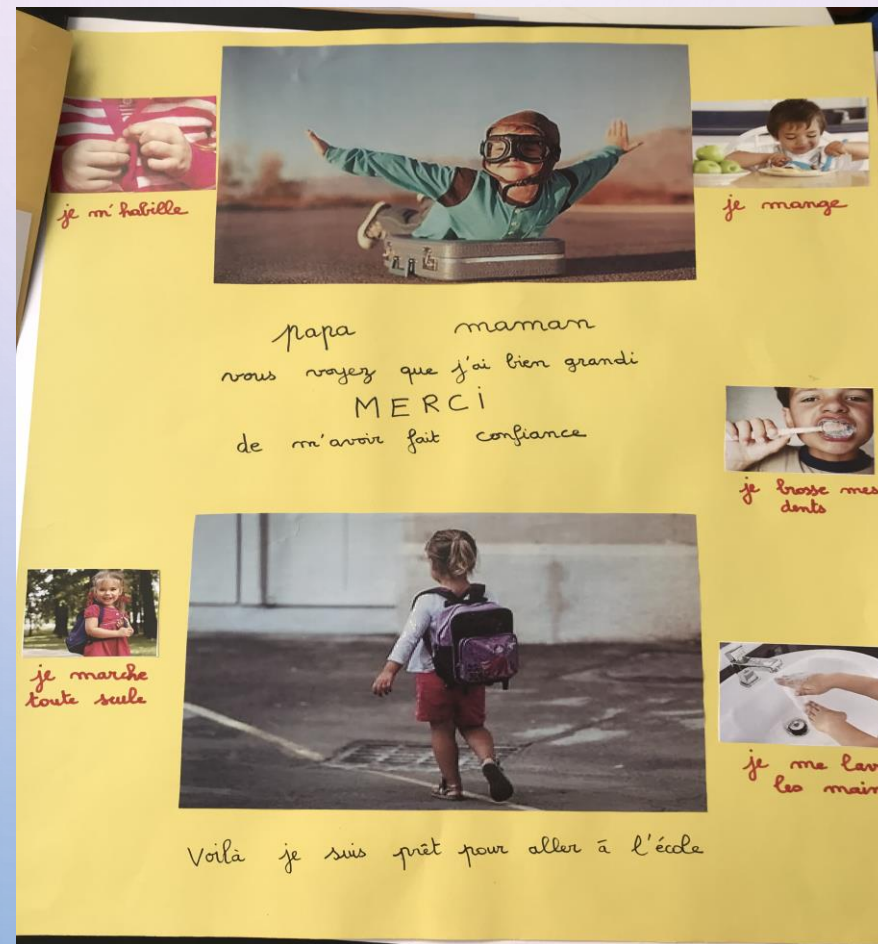 je m'habille
je mange
papa maman
vous voyez que j'ai bien grandi
MERCi
de m'avoir fait confiance
je brosse mes
dents
je marche
toute seule
je me lav
les main
Voilà je suis prêt pour aller à l'école